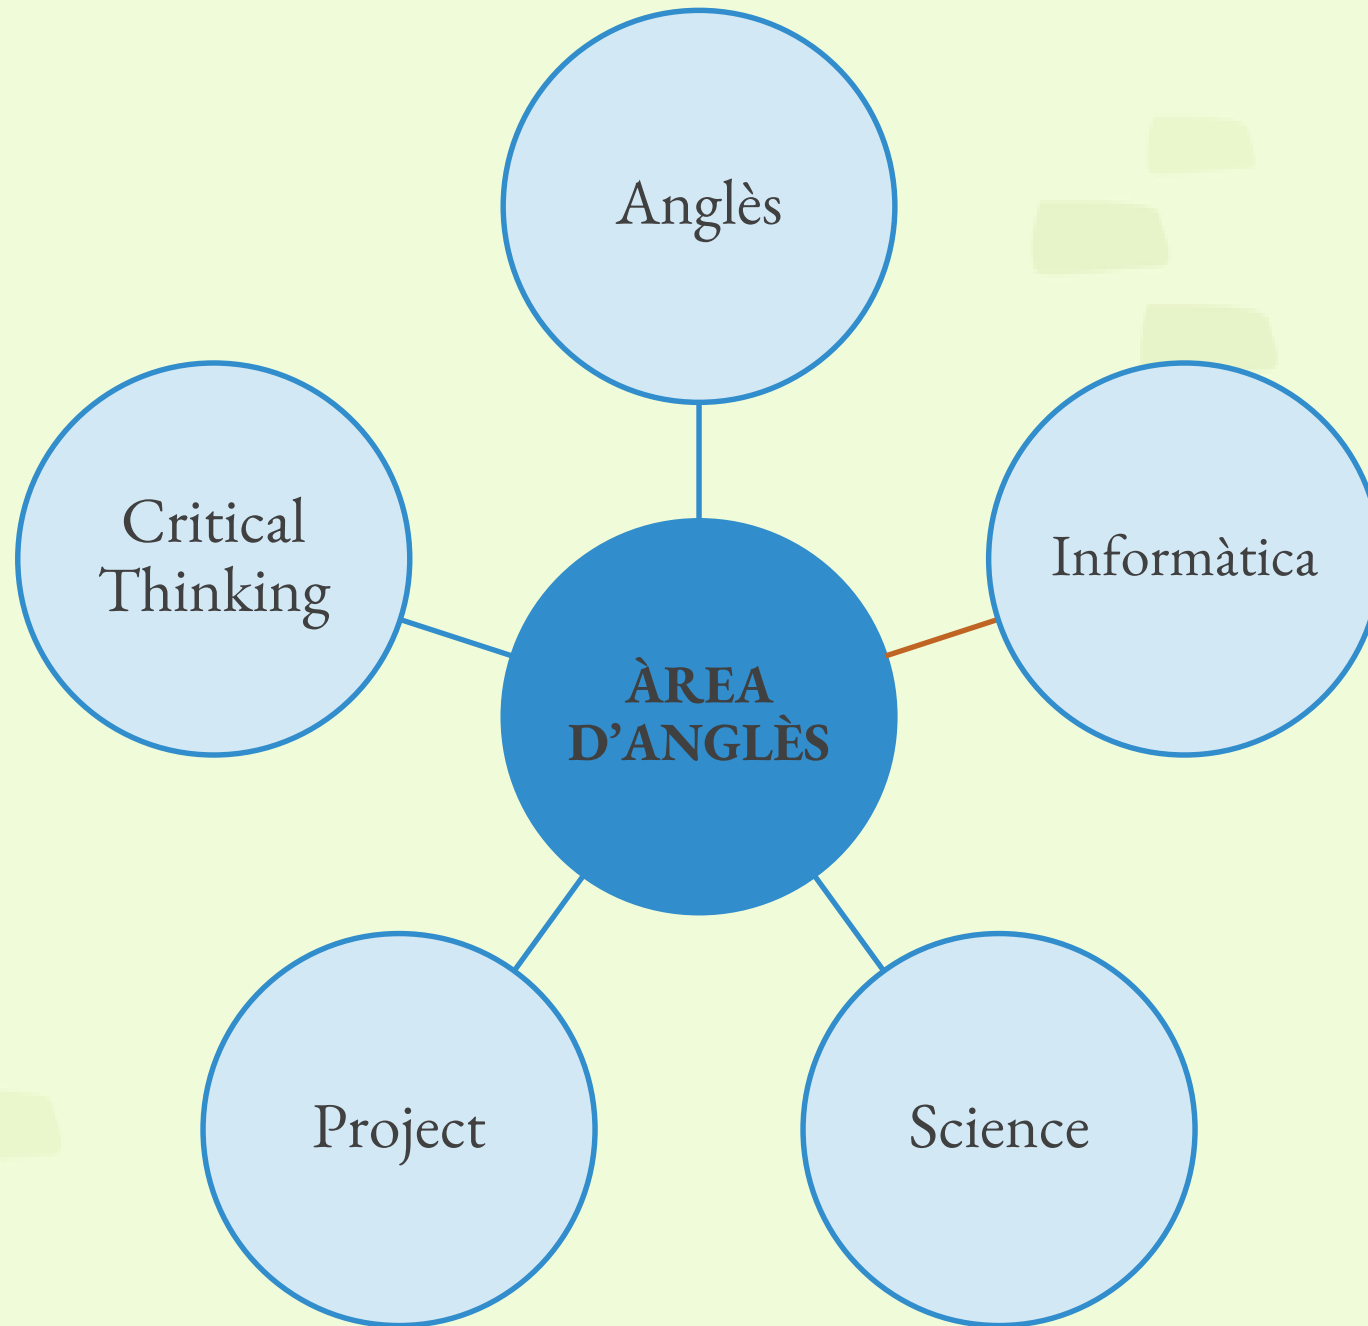 Anglès
Critical
Thinking
Informàtica
ÀREA
D’ANGLÈS
Project
Science